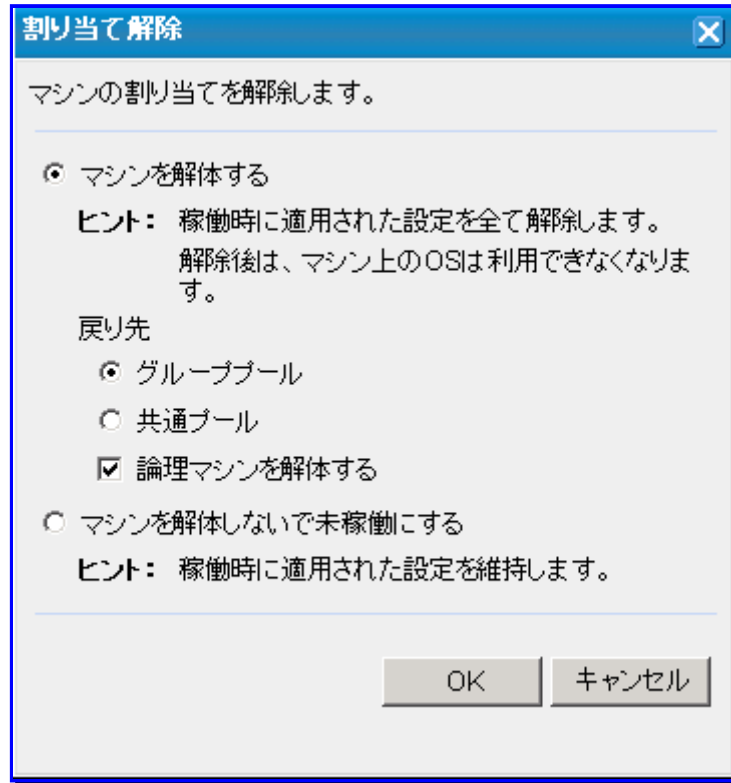 割り当て解除
マシンの割り当てを解除します。
マシンを解体する
ヒント： 稼働時に適用された設定を全て解除します。
解除後は、マシン上のOSは利用できなくなりま
す。
戻り先
グループプール
共通プール
論理マシンを解体する
マシンを解体しないで未稼働にする
ヒント： 稼働時に適用された設定を維持します。
OK キャンセル